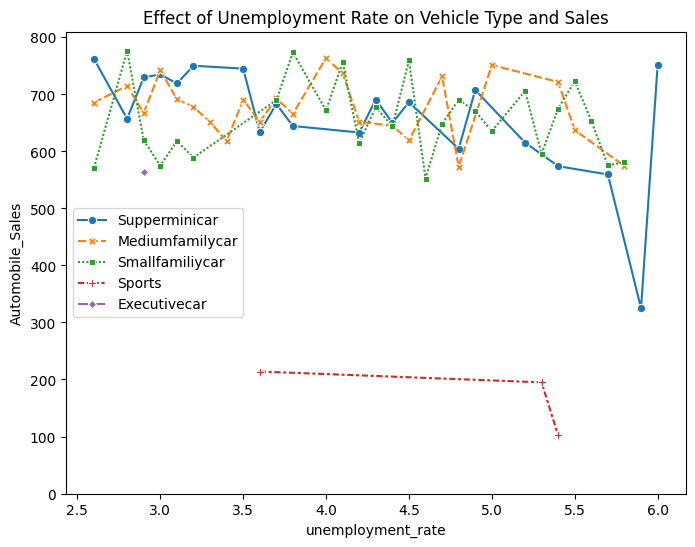 Effect of Unemployment Rate on Vehicle Type and Sales
800
700
600
500
400
300
200
100
0
Automobile_Sales
Supperminicar
Mediumfamilycar
Smallfamiliycar
Sports
Executivecar
2.5 3.0 3.5 4.0 4.5 5.0 5.5 6.0
unemployment_rate